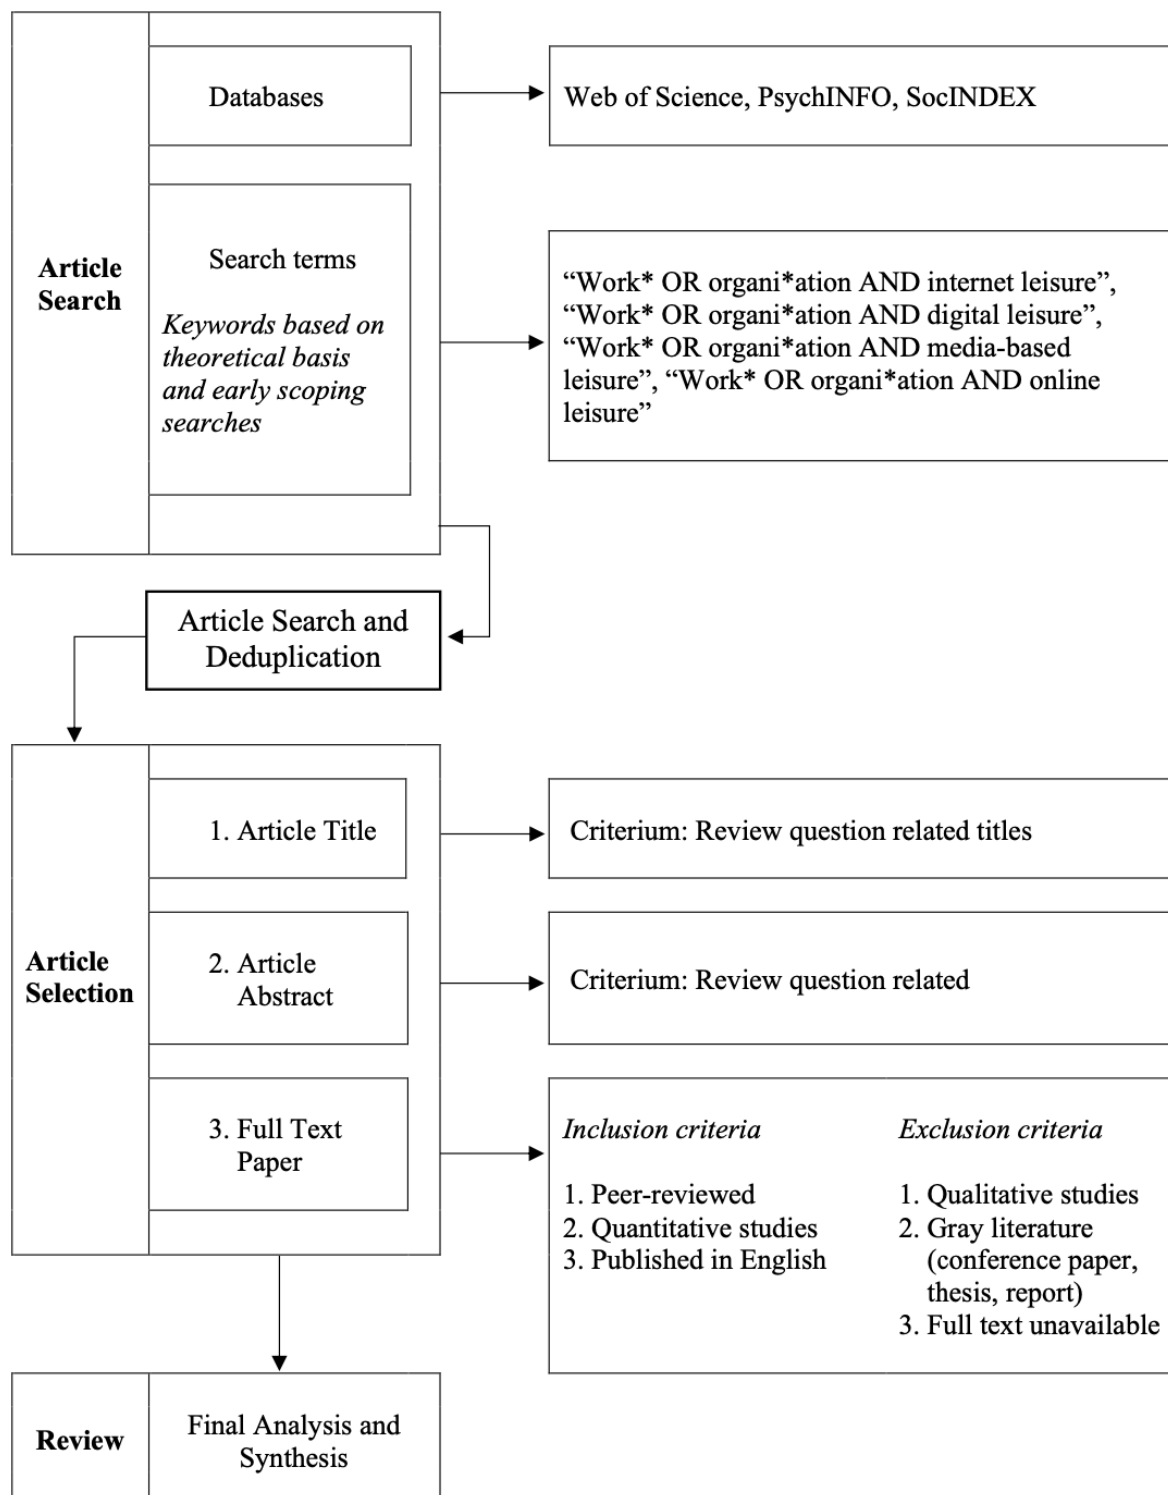 Databases
Web of Science, PsychINFO, SocINDEX
Article
Search
Search terms
Keywords based on
theoretical basis
and early scoping
searches
“Work* OR organi*ation AND internet leisure”,
“Work* OR organi*ation AND digital leisure”,
“Work* OR organi*ation AND media-based
leisure”, “Work* OR organi*ation AND online
leisure”
Article Search and
Deduplication
Article
Selection
1. Article Title
Criterium: Review question related titles
2. Article
Abstract
Criterium: Review question related
3. Full Text
Paper
Inclusion criteria
1. Peer-reviewed
2. Quantitative studies
3. Published in English
Exclusion criteria
1. Qualitative studies
2. Gray literature
(conference paper,
thesis, report)
3. Full text unavailable
Review
Final Analysis and
Synthesis